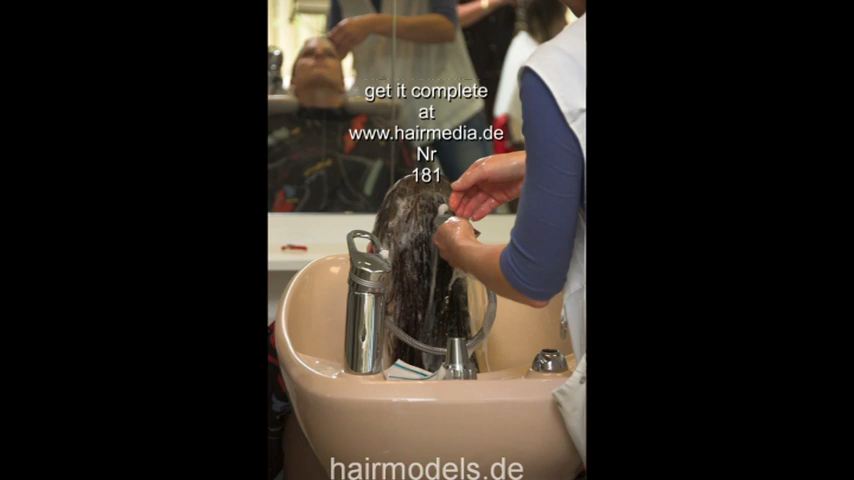 get it complete
at
www.hairmedia.de
Nr
181
hairmodels.de